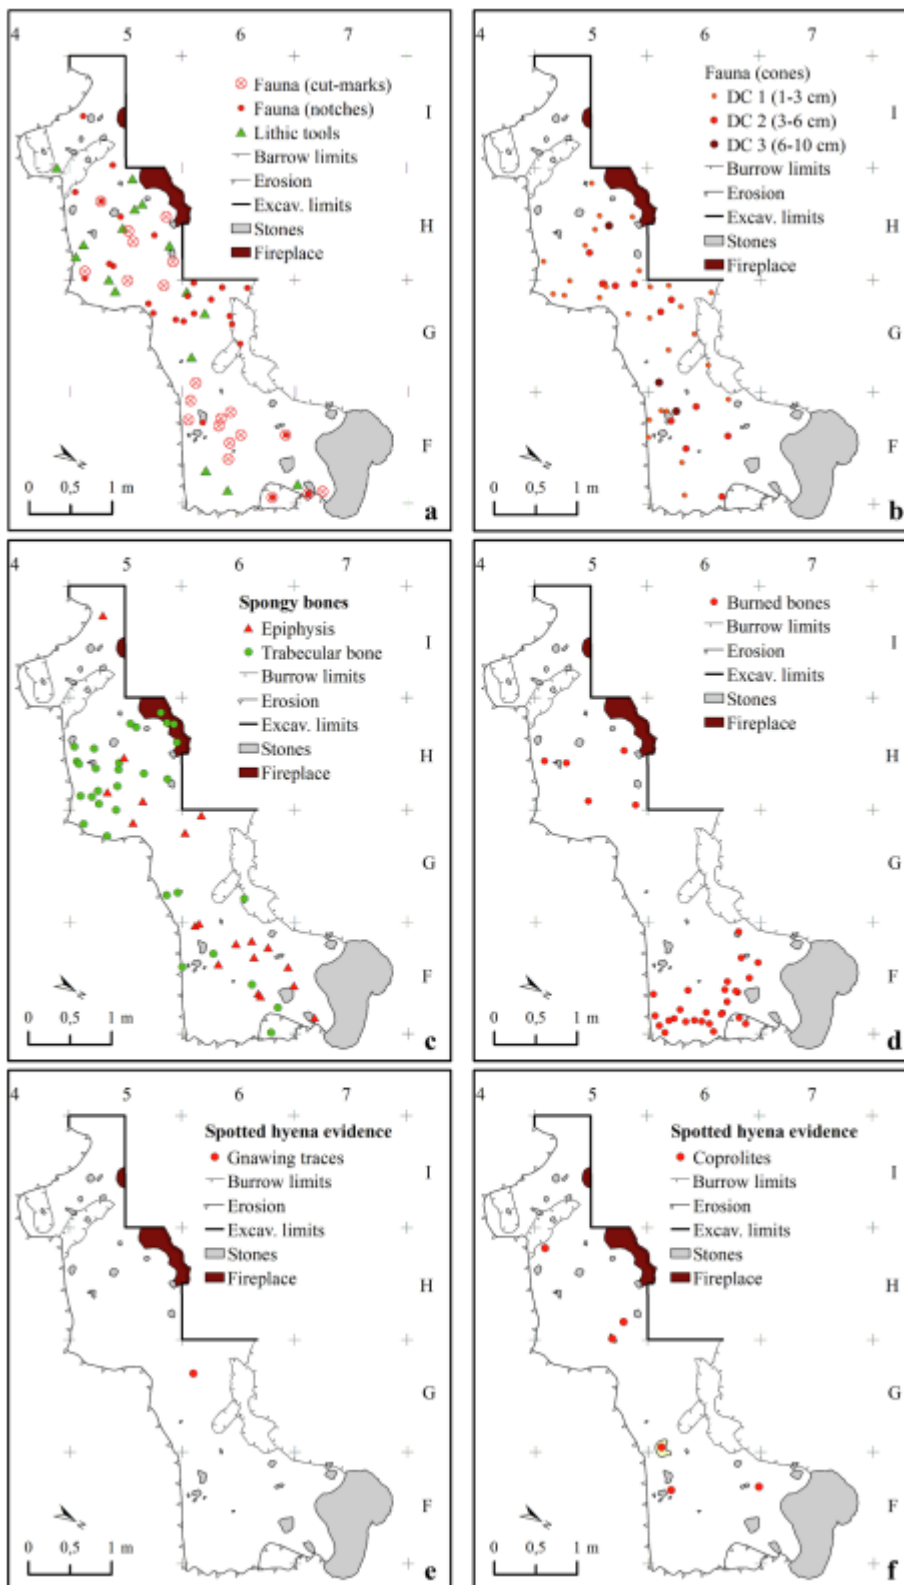 4 5 6 7
Fauna (cut-marks)
Fauna (notches)
Lithic tools
Barrow limits
Erosion
Excav. limits
Stones
Fireplace
I
H
G
F
N
0 0,5 1 m
a
4 5 6 7
Fauna (cones)
DC 1 (1-3 cm)
DC 2 (3-6 cm)
DC 3 (6-10 cm)
Burrow limits
Erosion
Excav. limits
Stones
Fireplace
I
H
G
F
N
0 0,5 1 m
b
4 5 6 7
Spongy bones
Epiphysis
Trabecular bone
Burrow limits
Erosion
Excav. limits
Stones
Fireplace
I
H
G
F
N
0 0,5 1 m
c
4 5 6 7
Burned bones
Burrow limits
Erosion
Excav. limits
Stones
Fireplace
I
H
G
F
N
0 0,5 1 m
d
4 5 6 7
Spotted hyena evidence
Gnawing traces
Burrow limits
Erosion
Excav. limits
Stones
Fireplace
I
H
G
F
N
0 0,5 1 m
e
4 5 6 7
Spotted hyena evidence
Coprolites
Burrow limits
Erosion
Excav. limits
Stones
Fireplace
I
H
G
F
N
0 0,5 1 m
f